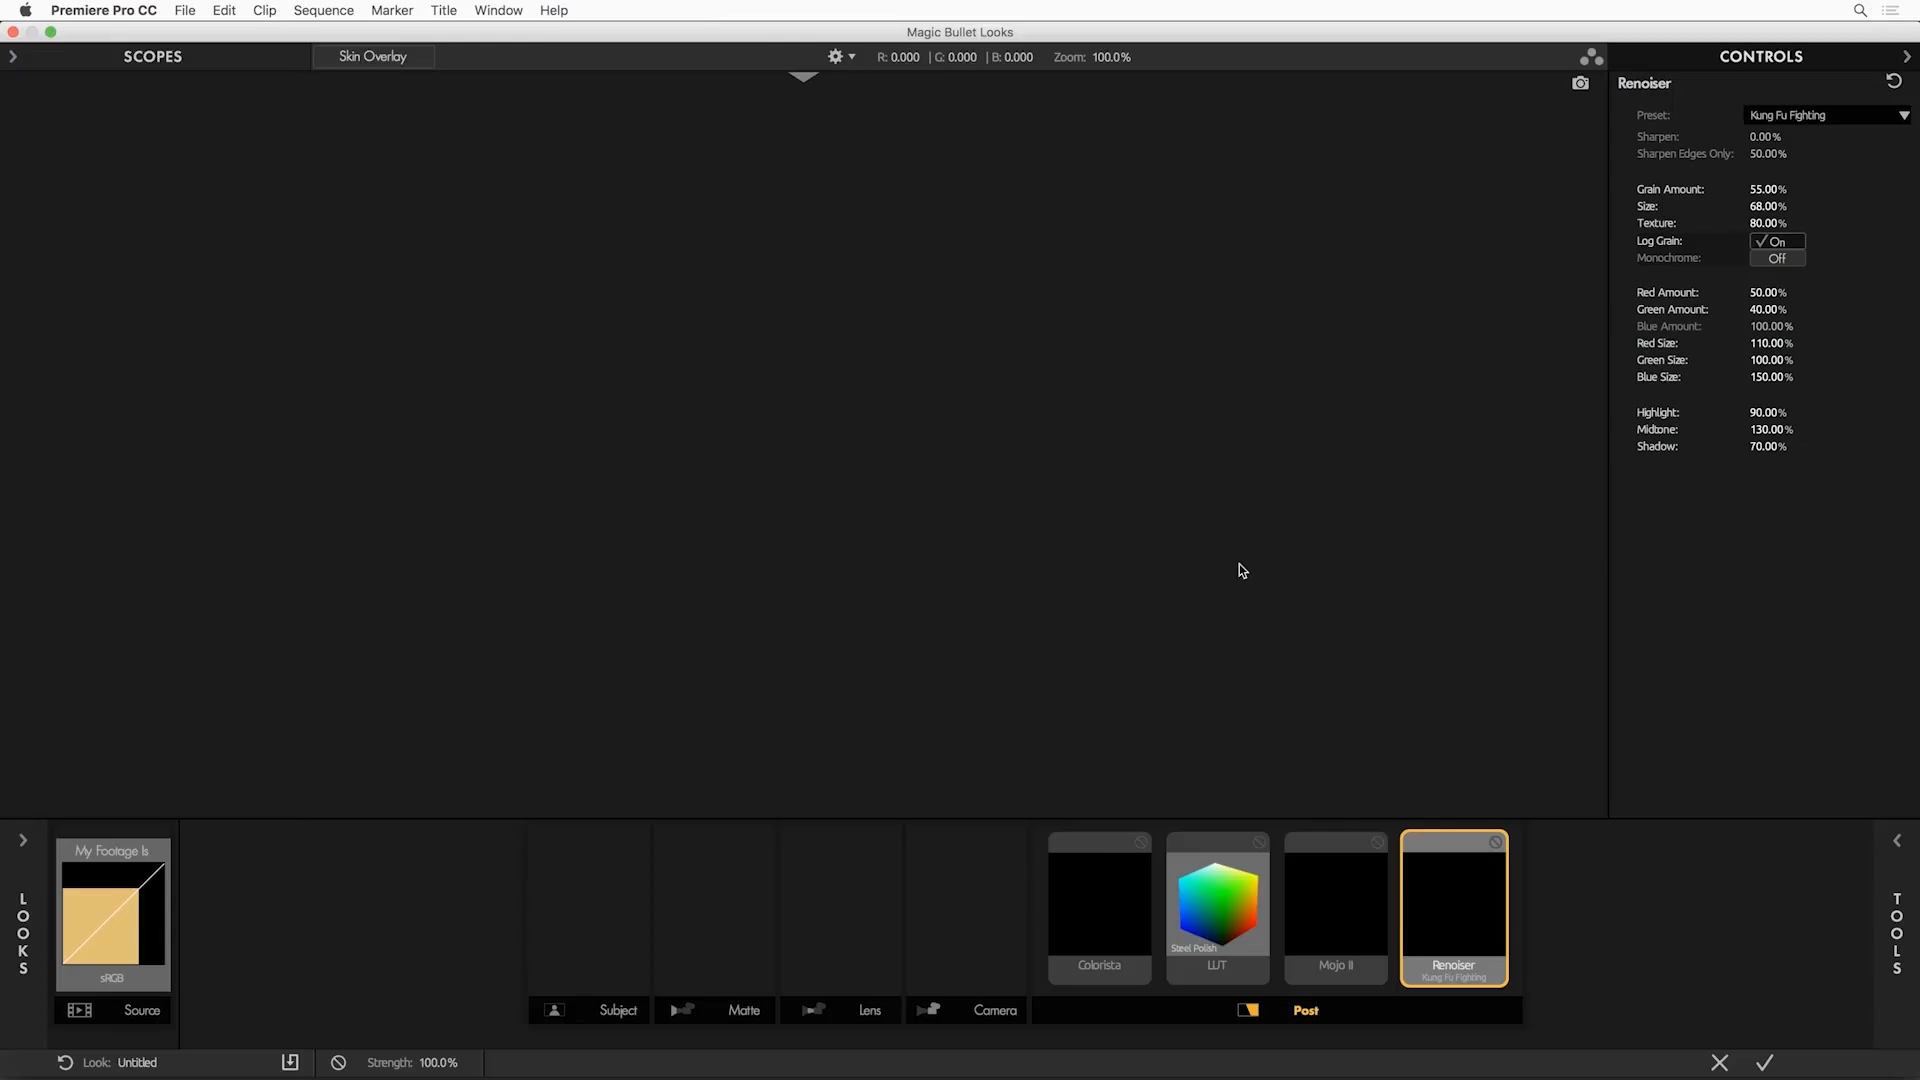 Premiere Pro CC File Edit Clip Sequence Marker Title Window Help
Magic Bullet Looks
SCOPES Skin Overlay R: 0.000 | G: 0.000 | B: 0.000 Zoom: 100.0% CONTROLS
Renoiser
Preset: Kung Fu Fighting
Sharpen: 0.00%
Sharpen Edges Only: 50.00%
Grain Amount: 55.00%
Size: 68.00%
Texture: 80.00%
Log Grain: On
Monochrome: Off
Red Amount: 50.00%
Green Amount: 40.00%
Blue Amount: 100.00%
Red Size: 110.00%
Green Size: 100.00%
Blue Size: 150.00%
Highlight: 90.00%
Midtone: 130.00%
Shadow: 70.00%
LOOKS
My Footage Is
sRGB
Source
Subject Matte Lens Camera Post
Colorista
Steel Polish
LUT
Mojo II
Renoiser
Kung Fu Fighting
TOOLS
Look: Untitled Strength: 100.0%